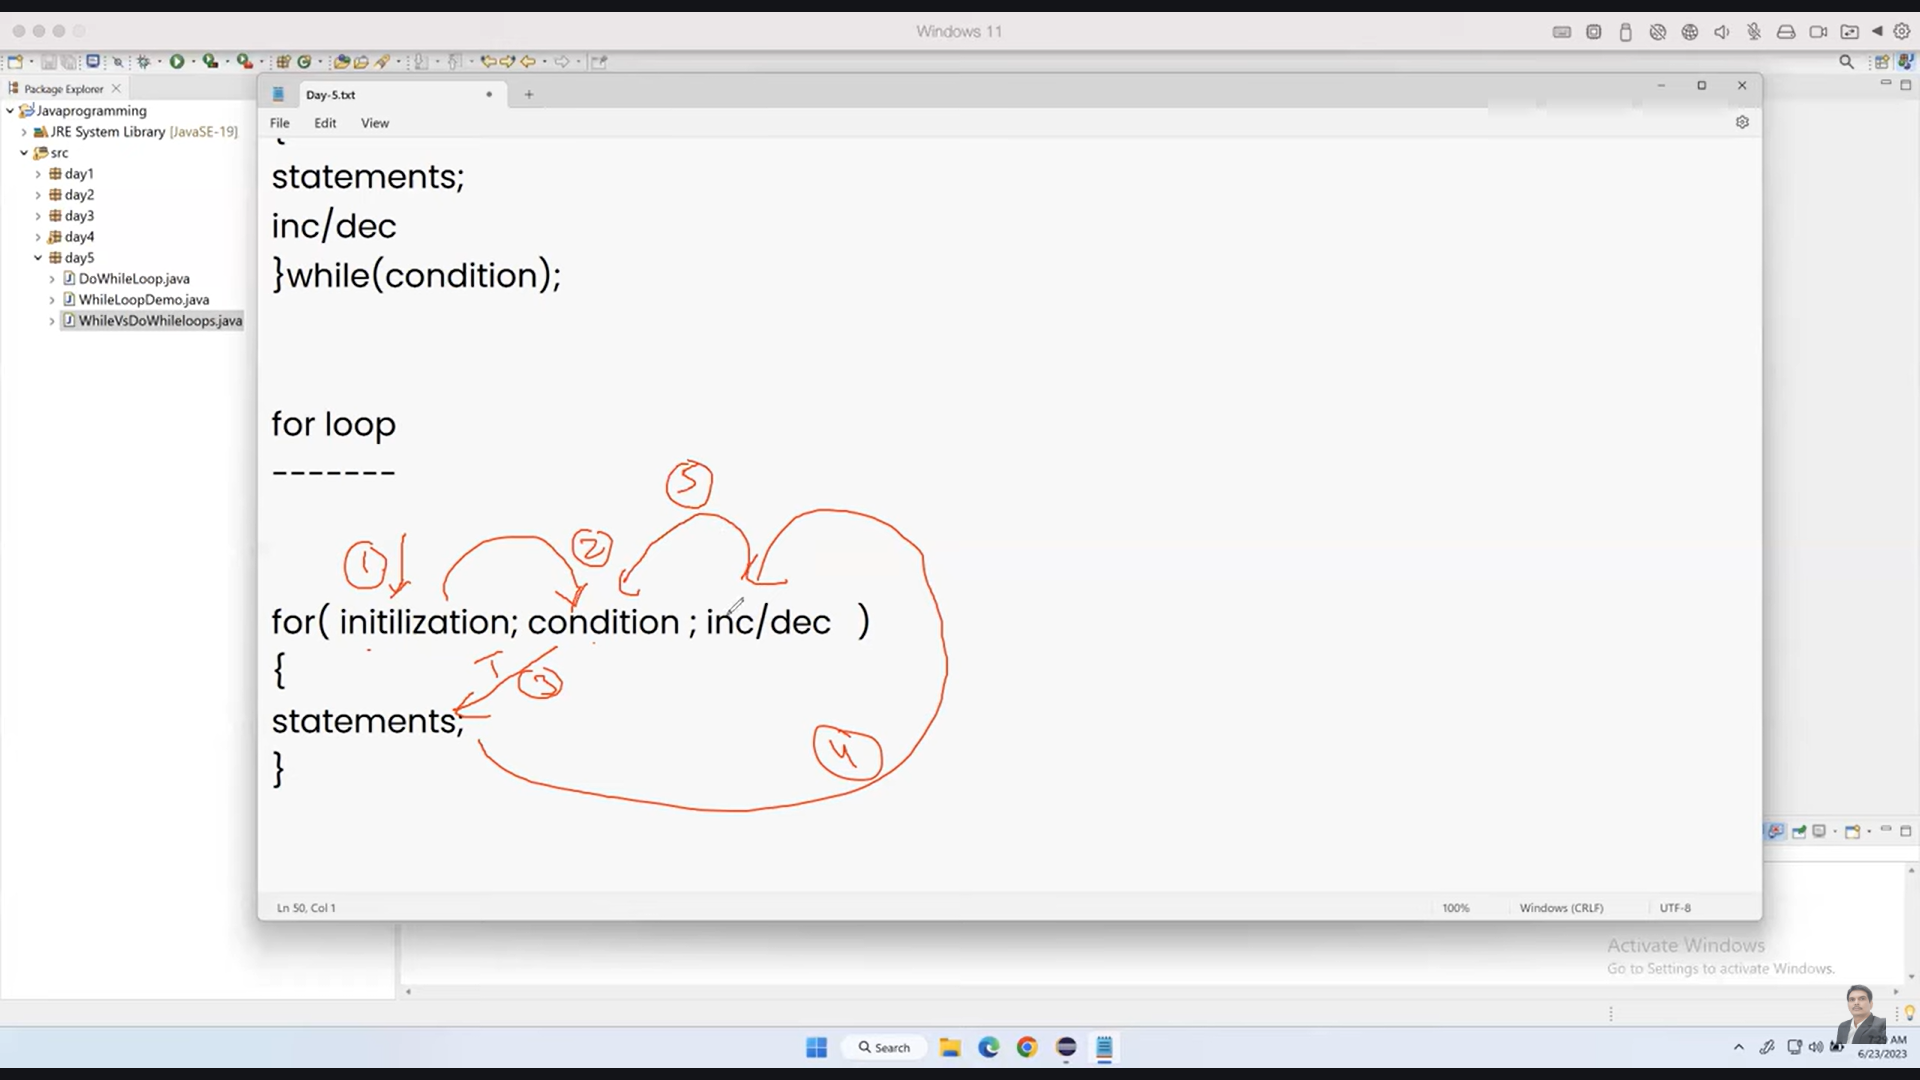 Windows 11
Package Explorer
Day-5.txt
Javaprogramming
File Edit View
JRE System Library [JavaSE-19]
src
day1
statements;
day2
day3
inc/dec
day4
day5
}while(condition);
DoWhileLoop.java
WhileLoopDemo.java
WhileVsDoWhileloops.java
for loop
-------
5
1
2
for( initilization; condition ; inc/dec )
{
T
3
statements;
4
}
Ln 50, Col 1
100%
Windows (CRLF)
UTF-8
Activate Windows
Go to Settings to activate Windows.
Search
AM
6/23/2023